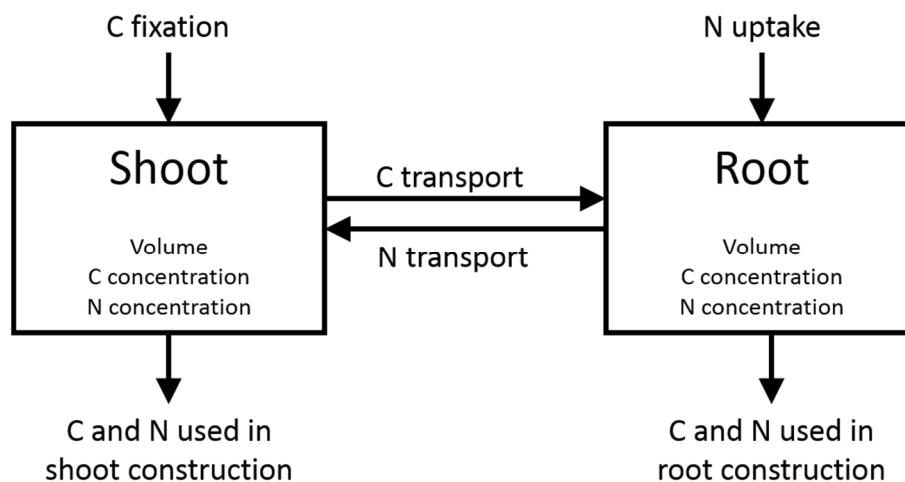 C fixation
N uptake
Shoot
Volume
C concentration
N concentration
C transport
N transport
Root
Volume
C concentration
N concentration
C and N used in
shoot construction
C and N used in
root construction